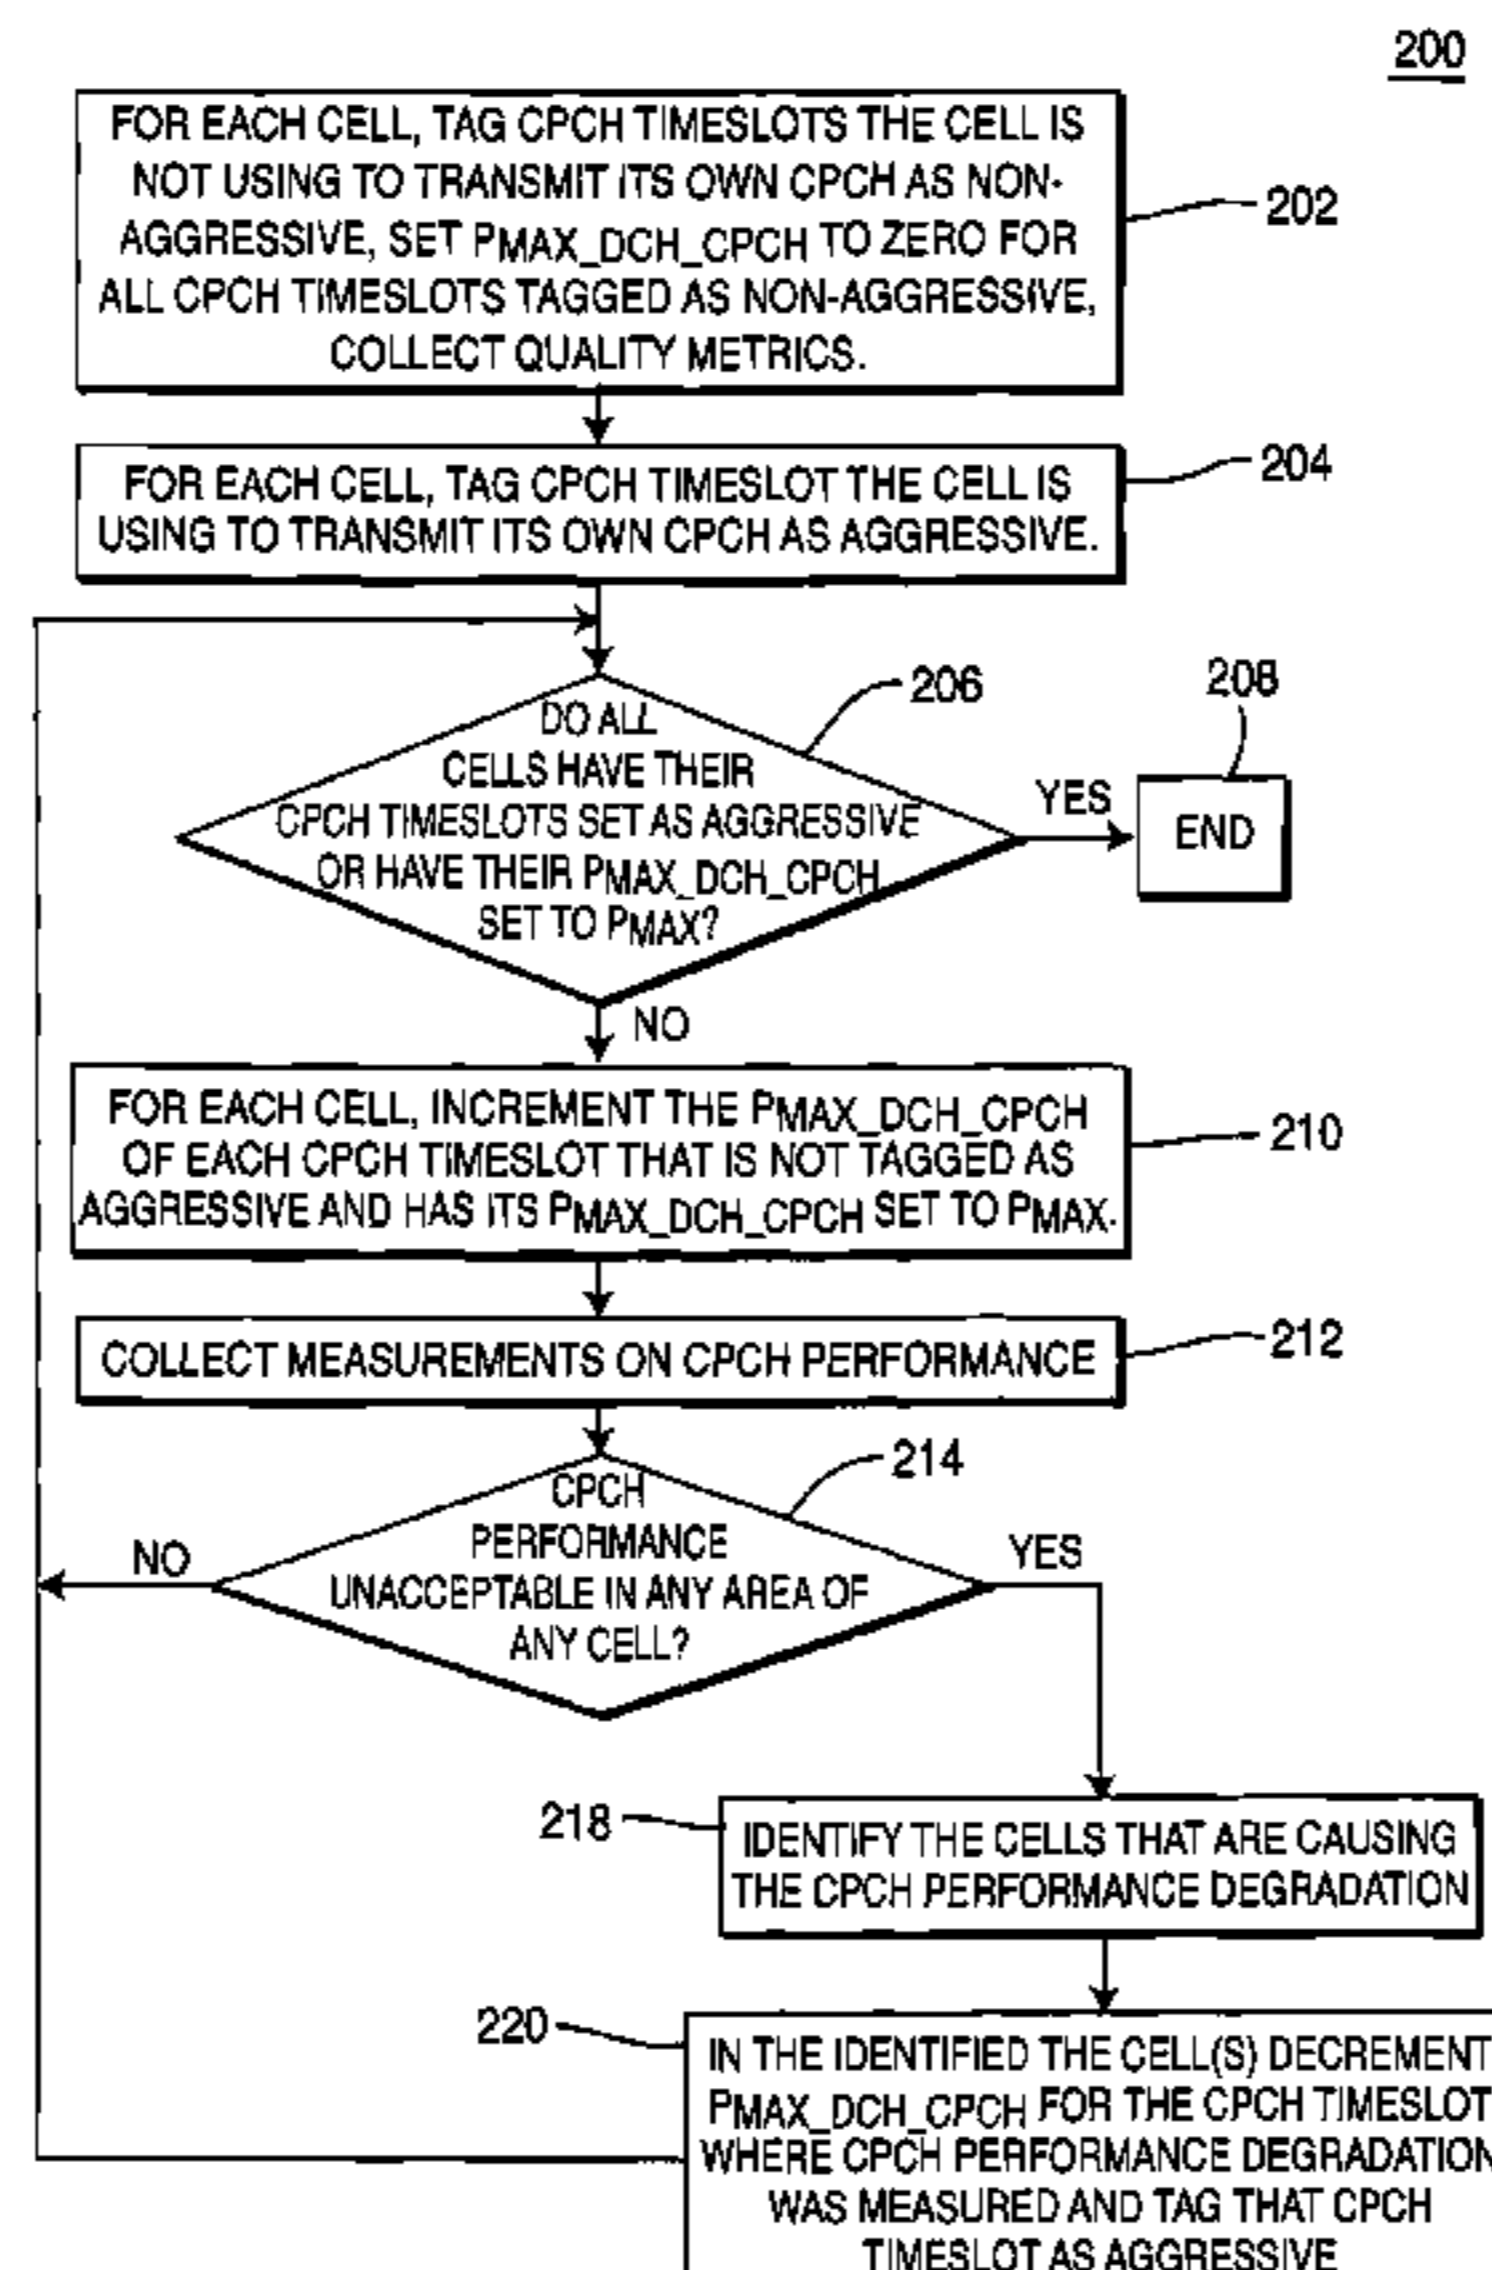 200
FOR EACH CELL, TAG CPCH TIMESLOTS THE CELL IS
NOT USING TO TRANSMIT ITS OWN CPCH AS NON-
AGGRESSIVE, SET PMAX_DCH_CPCH TO ZERO FOR
ALL CPCH TIMESLOTS TAGGED AS NON-AGGRESSIVE,
COLLECT QUALITY METRICS.
202
FOR EACH CELL, TAG CPCH TIMESLOT THE CELL IS
USING TO TRANSMIT ITS OWN CPCH AS AGGRESSIVE.
204
DO ALL
CELLS HAVE THEIR
CPCH TIMESLOTS SET AS AGGRESSIVE
OR HAVE THEIR PMAX_DCH_CPCH
SET TO PMAX?
206
YES
208
END
NO
FOR EACH CELL, INCREMENT THE PMAX_DCH_CPCH
OF EACH CPCH TIMESLOT THAT IS NOT TAGGED AS
AGGRESSIVE AND HAS ITS PMAX_DCH_CPCH SET TO PMAX.
210
COLLECT MEASUREMENTS ON CPCH PERFORMANCE
212
CPCH
PERFORMANCE
UNACCEPTABLE IN ANY AREA OF
ANY CELL?
214
NO
YES
218
IDENTIFY THE CELLS THAT ARE CAUSING
THE CPCH PERFORMANCE DEGRADATION
220
IN THE IDENTIFIED THE CELL(S) DECREMENT
PMAX_DCH_CPCH FOR THE CPCH TIMESLOT
WHERE CPCH PERFORMANCE DEGRADATION
WAS MEASURED AND TAG THAT CPCH
TIMESLOT AS AGGRESSIVE